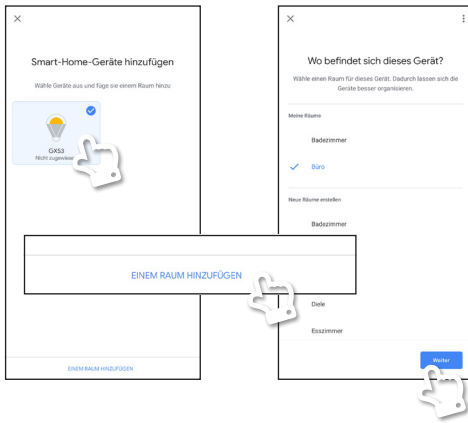 Smart-Home-Geräte hinzufügen
Wähle Geräte aus und füge sie einem Raum hinzu
GX53
EINEM RAUM HINZUFÜGEN
EINEM RAUM HINZUFÜGEN
Wo befindet sich dieses Gerät?
Wähle einen Raum für dieses Gerät. Dadurch lassen sich die
Geräte besser organisieren.
Meine Räume
Badezimmer
Büro
Neue Räume erstellen
Badezimmer
Diele
Esszimmer
Weiter